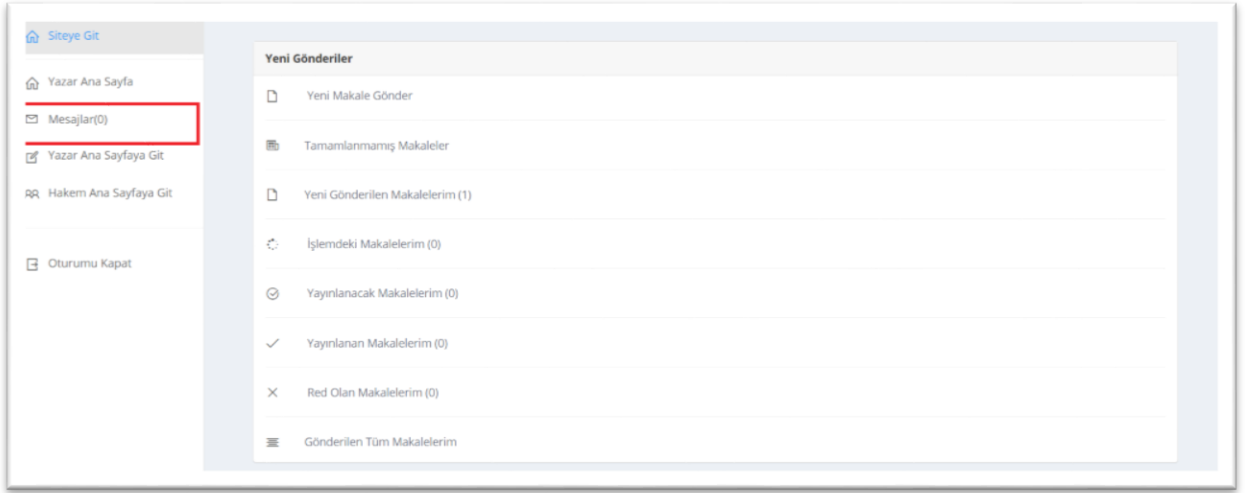 Siteye Git
Yazar Ana Sayfa
Mesajlar(0)
Yazar Ana Sayfaya Git
Hakem Ana Sayfaya Git
Oturumu Kapat
Yeni Gönderiler
Yeni Makale Gönder
Tamamlanmamış Makaleler
Yeni Gönderilen Makalelerim (1)
İşlemdeki Makalelerim (0)
Yayınlanacak Makalelerim (0)
Yayınlanan Makalelerim (0)
Red Olan Makalelerim (0)
Gönderilen Tüm Makalelerim